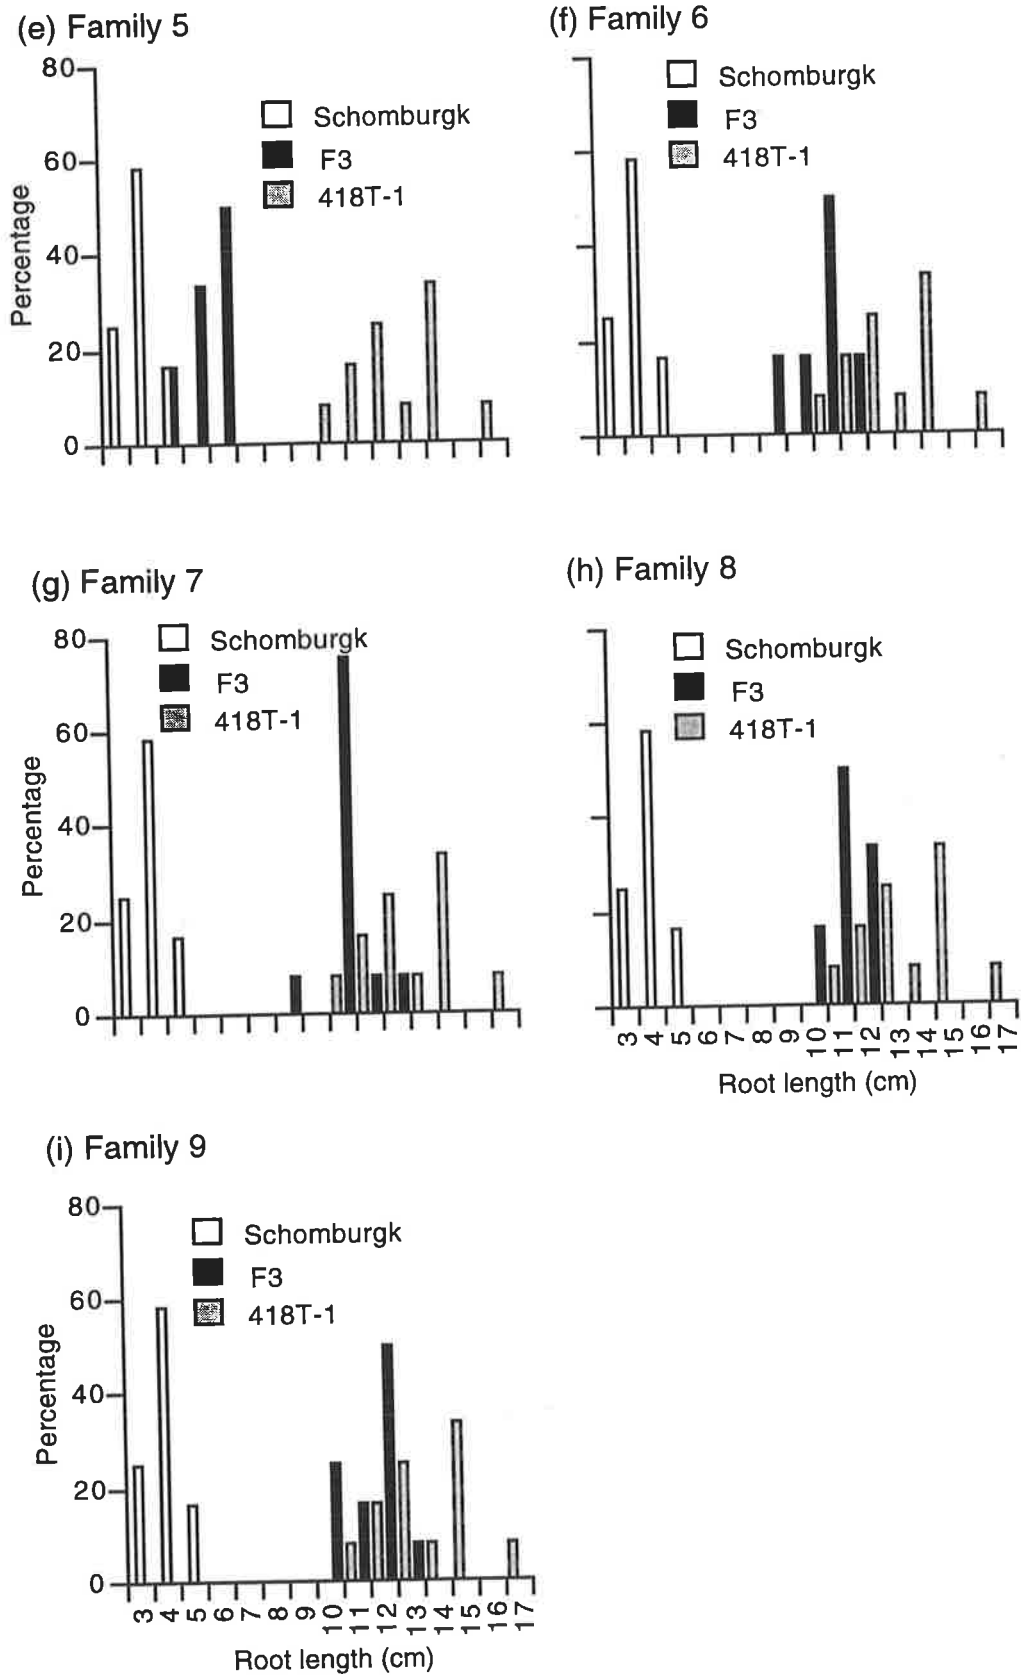 (e) Family 5
80
60
40
20
0
Percentage
Schomburgk
F3
418T-1
(f) Family 6
Schomburgk
F3
418T-1
(g) Family 7
80
60
40
20
0
Percentage
Schomburgk
F3
418T-1
(h) Family 8
Schomburgk
F3
418T-1
3 4 5 6 7 8 9 10 11 12 13 14 15 16 17
Root length (cm)
(i) Family 9
80
60
40
20
0
Percentage
Schomburgk
F3
418T-1
3 4 5 6 7 8 9 10 11 12 13 14 15 16 17
Root length (cm)